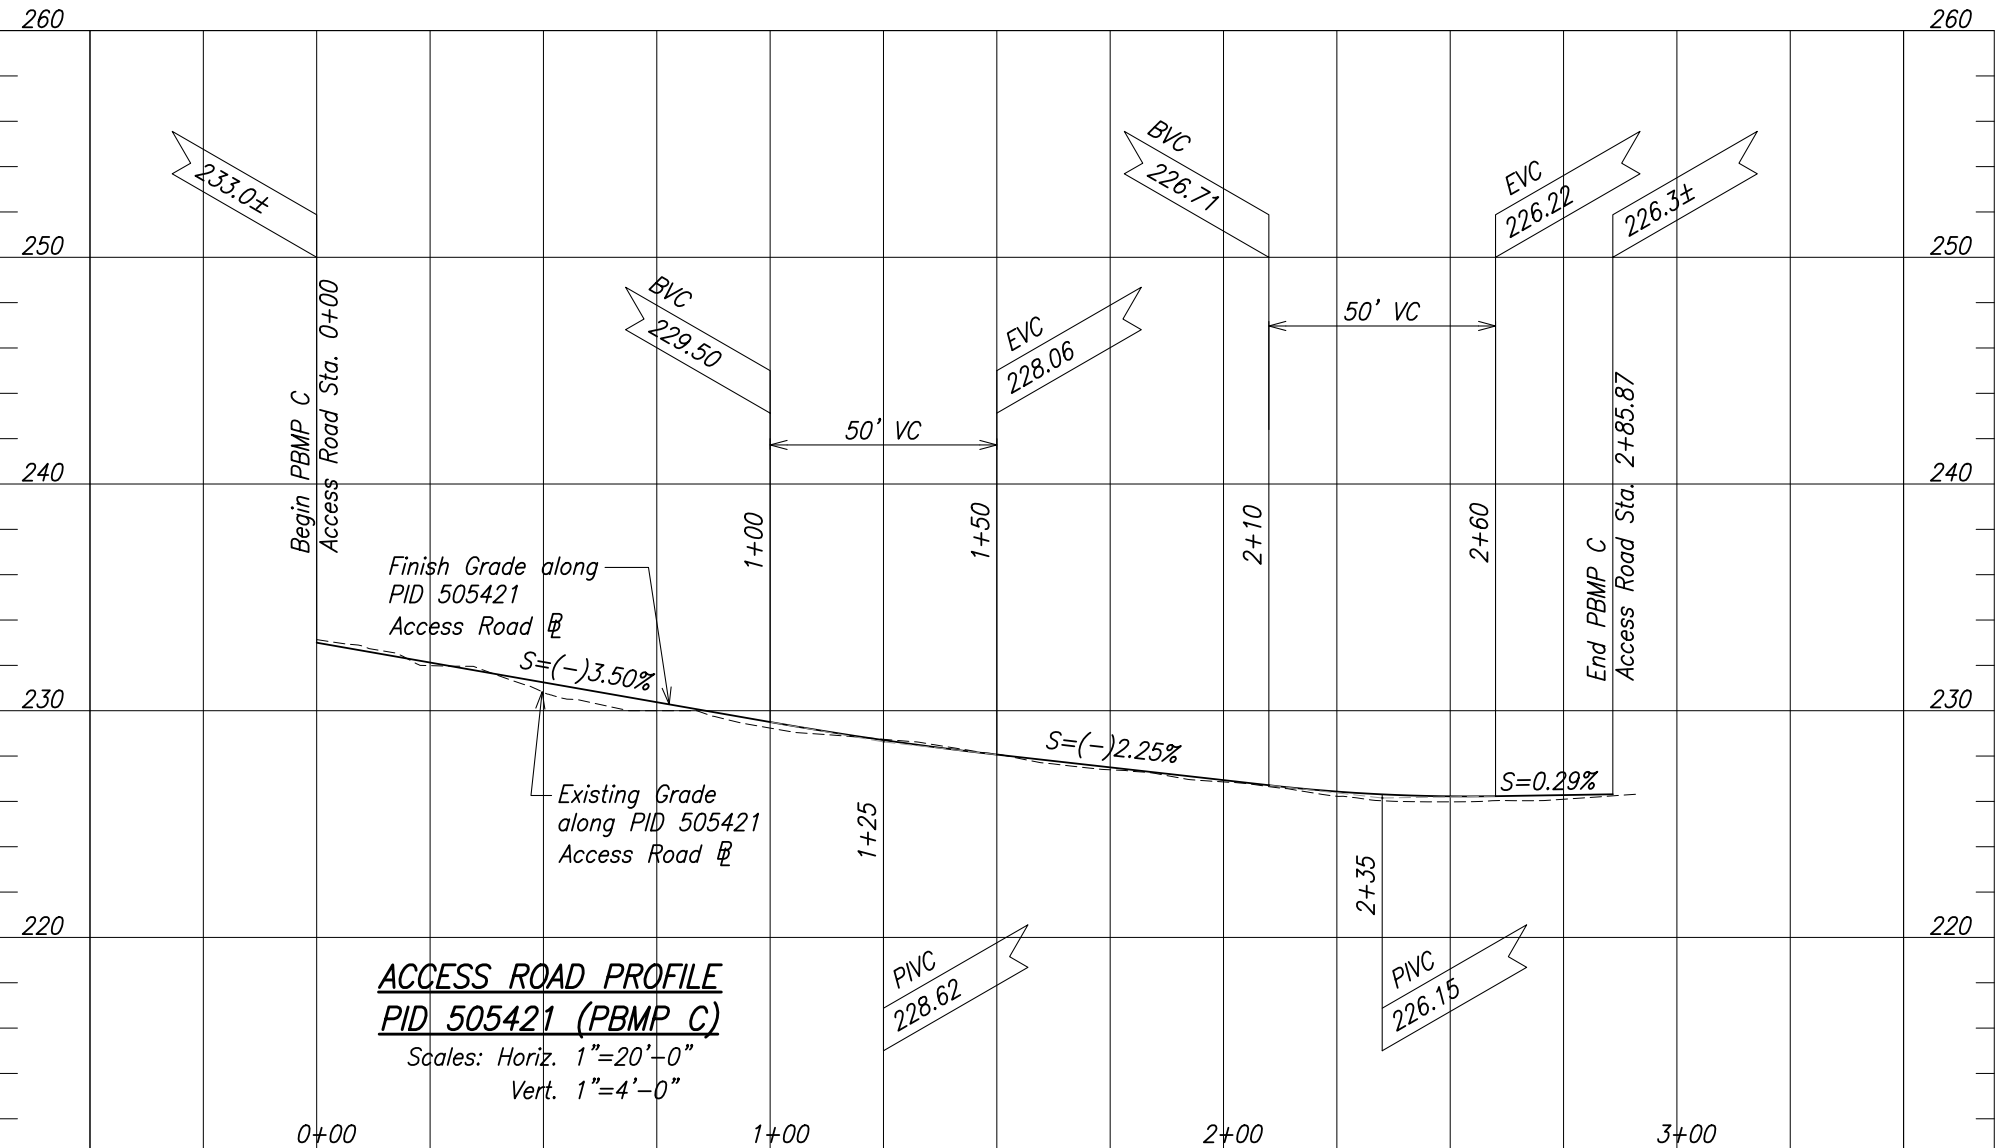 260
260
233.0±
BVC
226.71
EVC
226.22
226.3±
250
250
BVC
229.50
EVC
228.06
50' VC
50' VC
Begin PBMP C
Access Road Sta. 0+00
240
240
1+00
1+50
2+10
2+60
End PBMP C
Access Road Sta. 2+85.87
Finish Grade along
PID 505421
Access Road ℄
S=(-)3.50%
230
230
S=(-)2.25%
S=0.29%
Existing Grade
along PID 505421
Access Road ℄
1+25
2+35
220
220
PIVC
228.62
PIVC
226.15
ACCESS ROAD PROFILE
PID 505421 (PBMP C)
Scales: Horiz. 1"=20'-0"
Vert. 1"=4'-0"
0+00
1+00
2+00
3+00